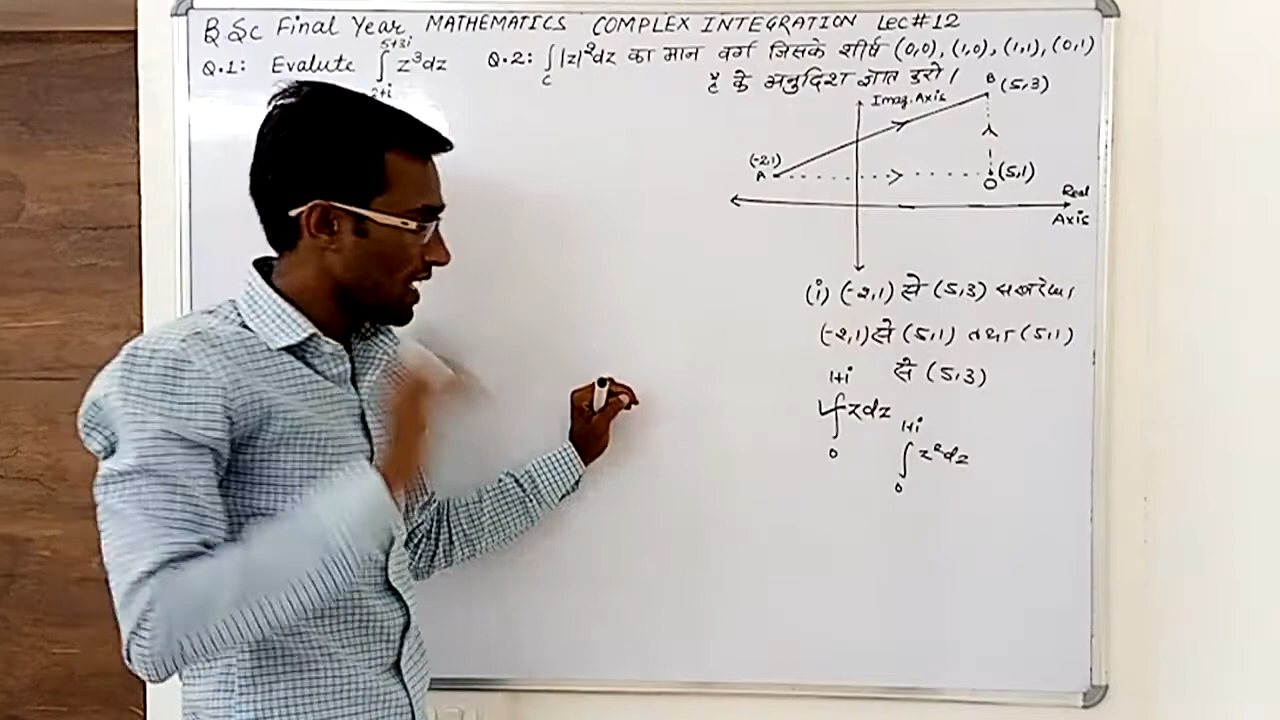 B Sc Final Year MATHEMATICS COMPLEX INTEGRATION Lec#12
Q.1: Evalute ∫ z³dz
5+3i
-2+i
Q.2: ∫ |z|²dz का मान वर्ग जिसके शीर्ष (0,0), (1,0), (1,1), (0,1)
C
है के अनुदिश ज्ञात करो।
Imag. Axis
B (5,3)
(-2,1)
A
(5,1)
Real
Axis
(i) (-2,1) से (5,3) सरल रेखा
(-2,1) से (5,1) तथा (5,1)
से (5,3)
1+i
∫ zdz
0
1+i
∫ z²dz
0